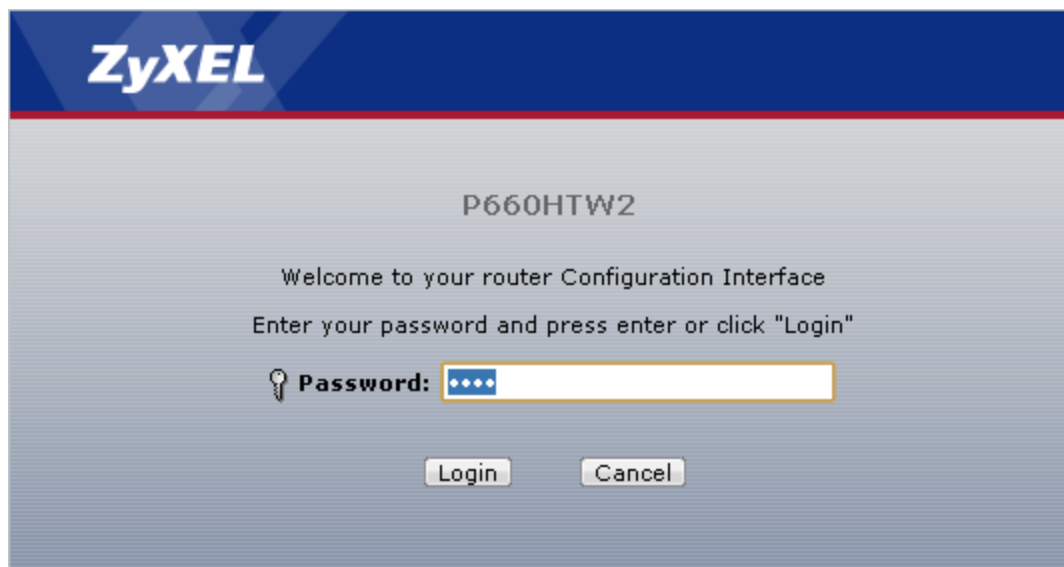 ZyXEL
P660HTW2
Welcome to your router Configuration Interface
Enter your password and press enter or click "Login"
Password: ••••
Login Cancel